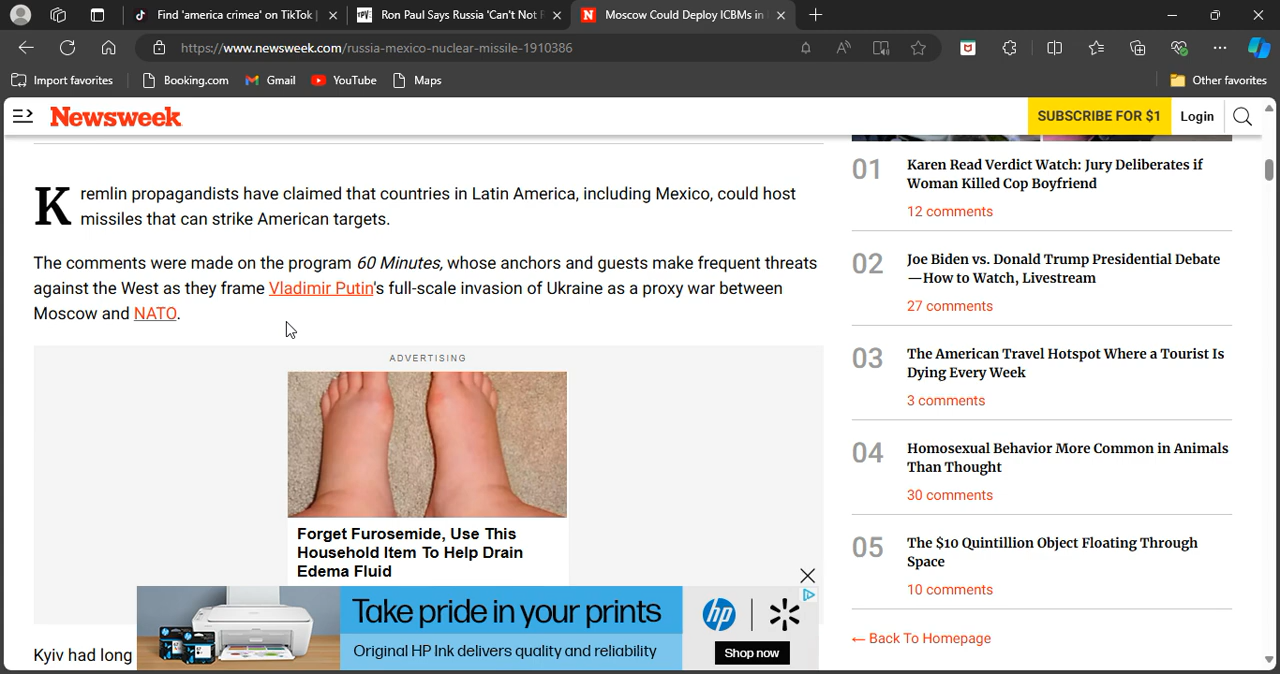 Find 'america crimea' on TikTok |
Ron Paul Says Russia 'Can't Not F
Moscow Could Deploy ICBMs in
https://www.newsweek.com/russia-mexico-nuclear-missile-1910386
Import favorites
Booking.com
Gmail
YouTube
Maps
Other favorites
Newsweek
SUBSCRIBE FOR $1
Login
Kremlin propagandists have claimed that countries in Latin America, including Mexico, could host
missiles that can strike American targets.
The comments were made on the program 60 Minutes, whose anchors and guests make frequent threats
against the West as they frame Vladimir Putin's full-scale invasion of Ukraine as a proxy war between
Moscow and NATO.
ADVERTISING
Forget Furosemide, Use This
Household Item To Help Drain
Edema Fluid
Kyiv had long
Take pride in your prints
Original HP Ink delivers quality and reliability
hp
Shop now
01
Karen Read Verdict Watch: Jury Deliberates if
Woman Killed Cop Boyfriend
12 comments
02
Joe Biden vs. Donald Trump Presidential Debate
—How to Watch, Livestream
27 comments
03
The American Travel Hotspot Where a Tourist Is
Dying Every Week
3 comments
04
Homosexual Behavior More Common in Animals
Than Thought
30 comments
05
The $10 Quintillion Object Floating Through
Space
10 comments
← Back To Homepage